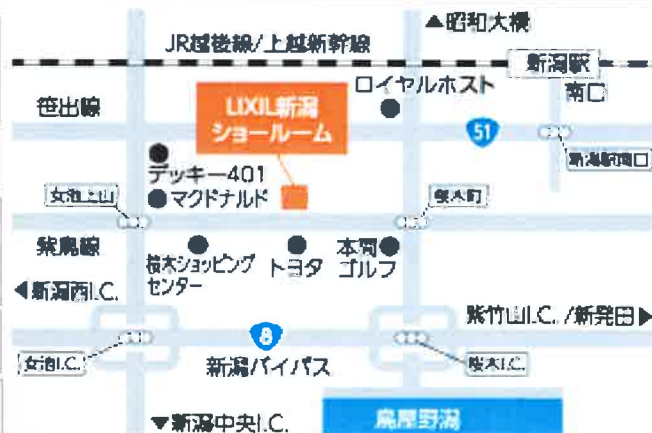 ▲昭和大橋
JR越後線/上越新幹線
新潟駅
南口
ロイヤルホスト
笹出線
LIXIL新潟
ショールーム
51
新潟駅南口
デッキー401
マクドナルド
女池上山
桜木町
紫鳥線
桜木ショッピング
センター
トヨタ
本間
ゴルフ
◀新潟西I.C.
紫竹山I.C./新発田▶
8
女池I.C.
新潟バイパス
桜木I.C.
▼新潟中央I.C.
鳥屋野潟